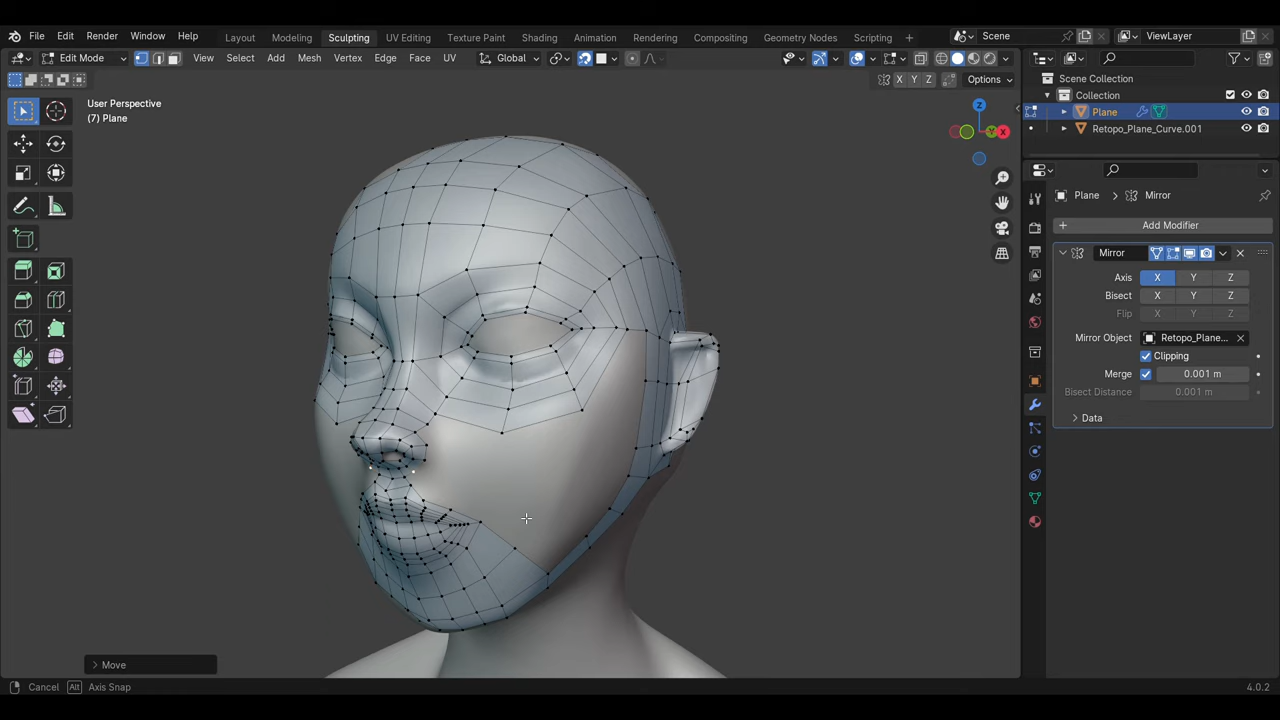 File Edit Render Window Help Layout Modeling Sculpting UV Editing Texture Paint Shading Animation Rendering Compositing Geometry Nodes Scripting + Scene ViewLayer
Edit Mode View Select Add Mesh Vertex Edge Face UV Global
X Y Z Options
Scene Collection
Collection
Plane
Retopo_Plane_Curve.001
User Perspective
(7) Plane
Z
Y X
Plane > Mirror
Add Modifier
Mirror
Axis X Y Z
Bisect X Y Z
Flip X Y Z
Mirror Object Retopo_Plane...
Clipping
Merge 0.001 m
Bisect Distance 0.001 m
Data
Move
Cancel Alt Axis Snap 4.0.2